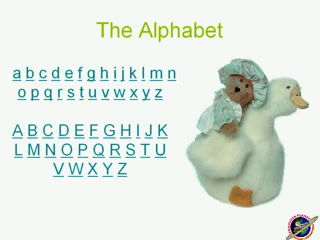 The Alphabet
a b c d e f g h i j k l m n
o p q r s t u v w x y z
A B C D E F G H I J K
L M N O P Q R S T U
V W X Y Z